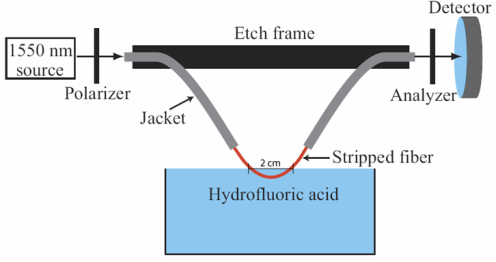 Detector
Etch frame
1550 nm
source
Polarizer
Analyzer
Jacket
2 cm
Stripped fiber
Hydrofluoric acid